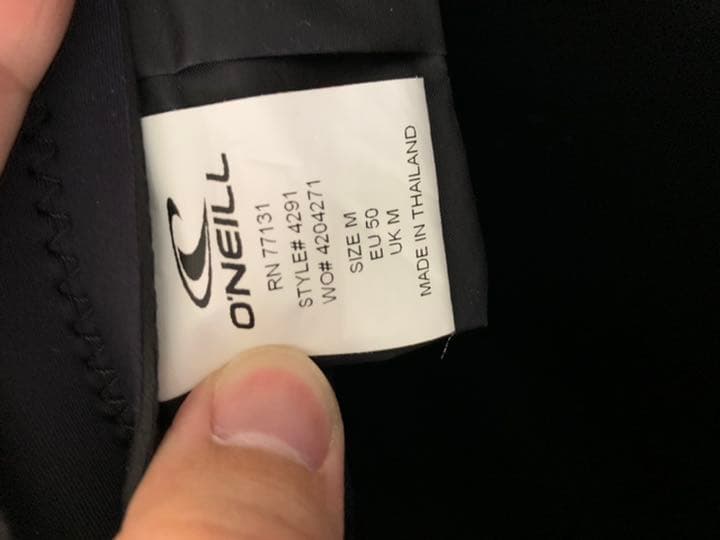 O'NEILL
RN 77131
STYLE# 4291
WO# 4204271
SIZE M
EU 50
UK M
MADE IN THAILAND